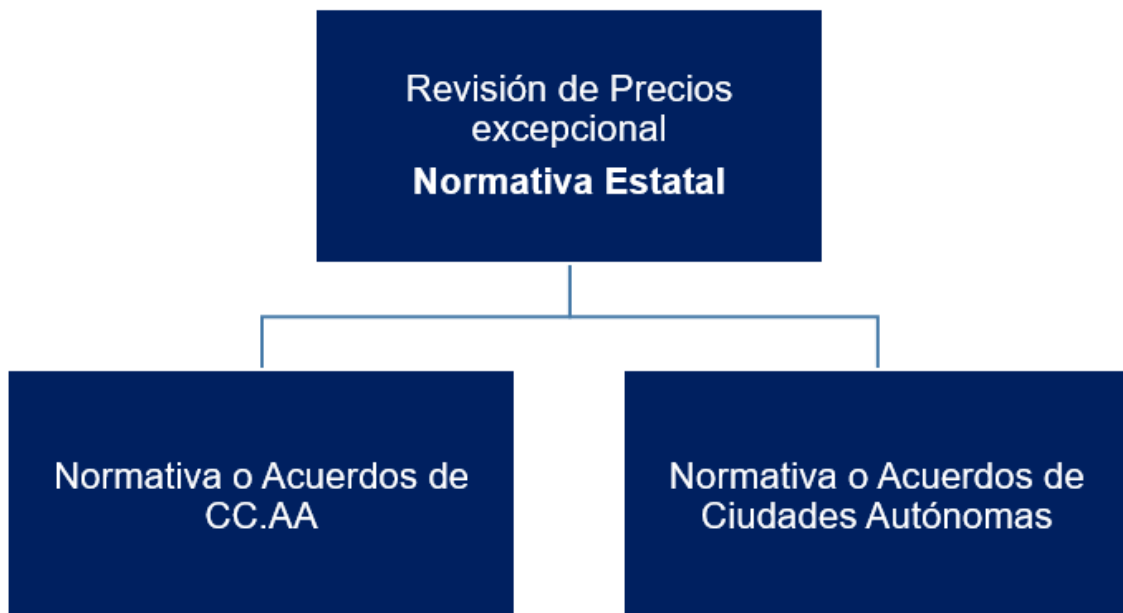 Revisión de Precios
excepcional
Normativa Estatal
Normativa o Acuerdos de
CC.AA
Normativa o Acuerdos de
Ciudades Autónomas